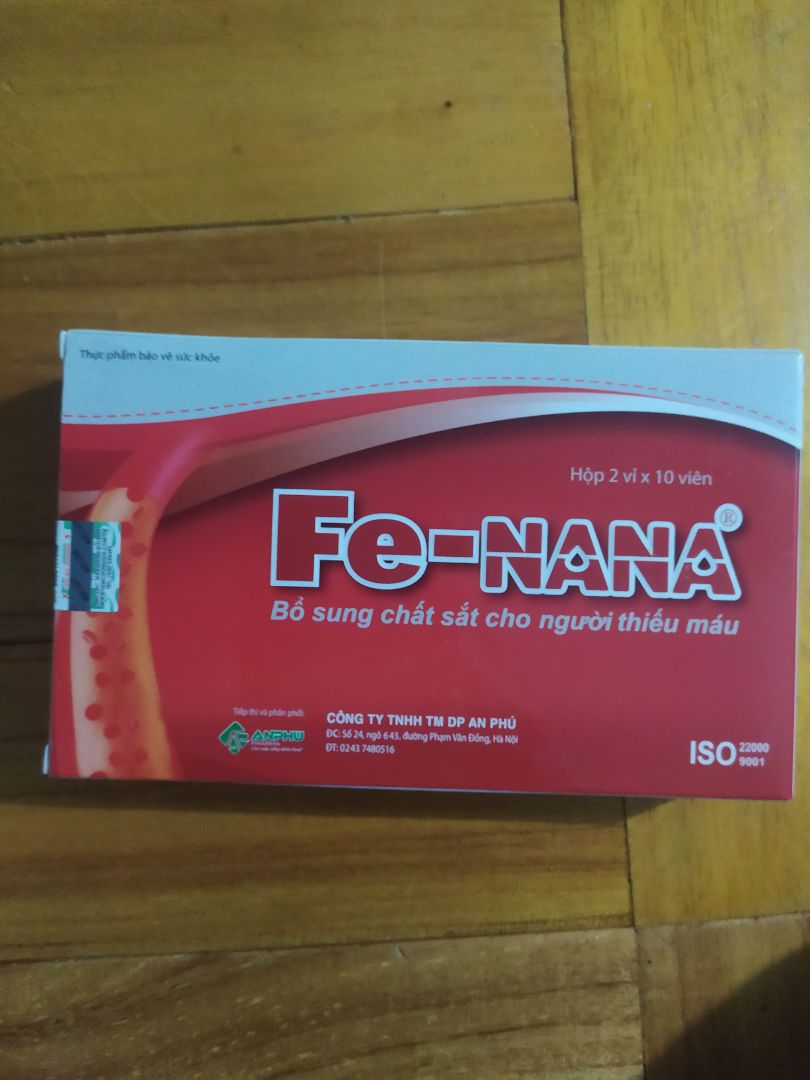 Thực phẩm bảo vệ sức khỏe
Hộp 2 vỉ x 10 viên
Fe-NANA®
Bổ sung chất sắt cho người thiếu máu
Tiếp thị và phân phối:
ANPHU
CÔNG TY TNHH TM DP AN PHÚ
ĐC: Số 24, ngõ 643, đường Phạm Văn Đồng, Hà Nội
ĐT: 0243 7480516
ISO 22000
9001